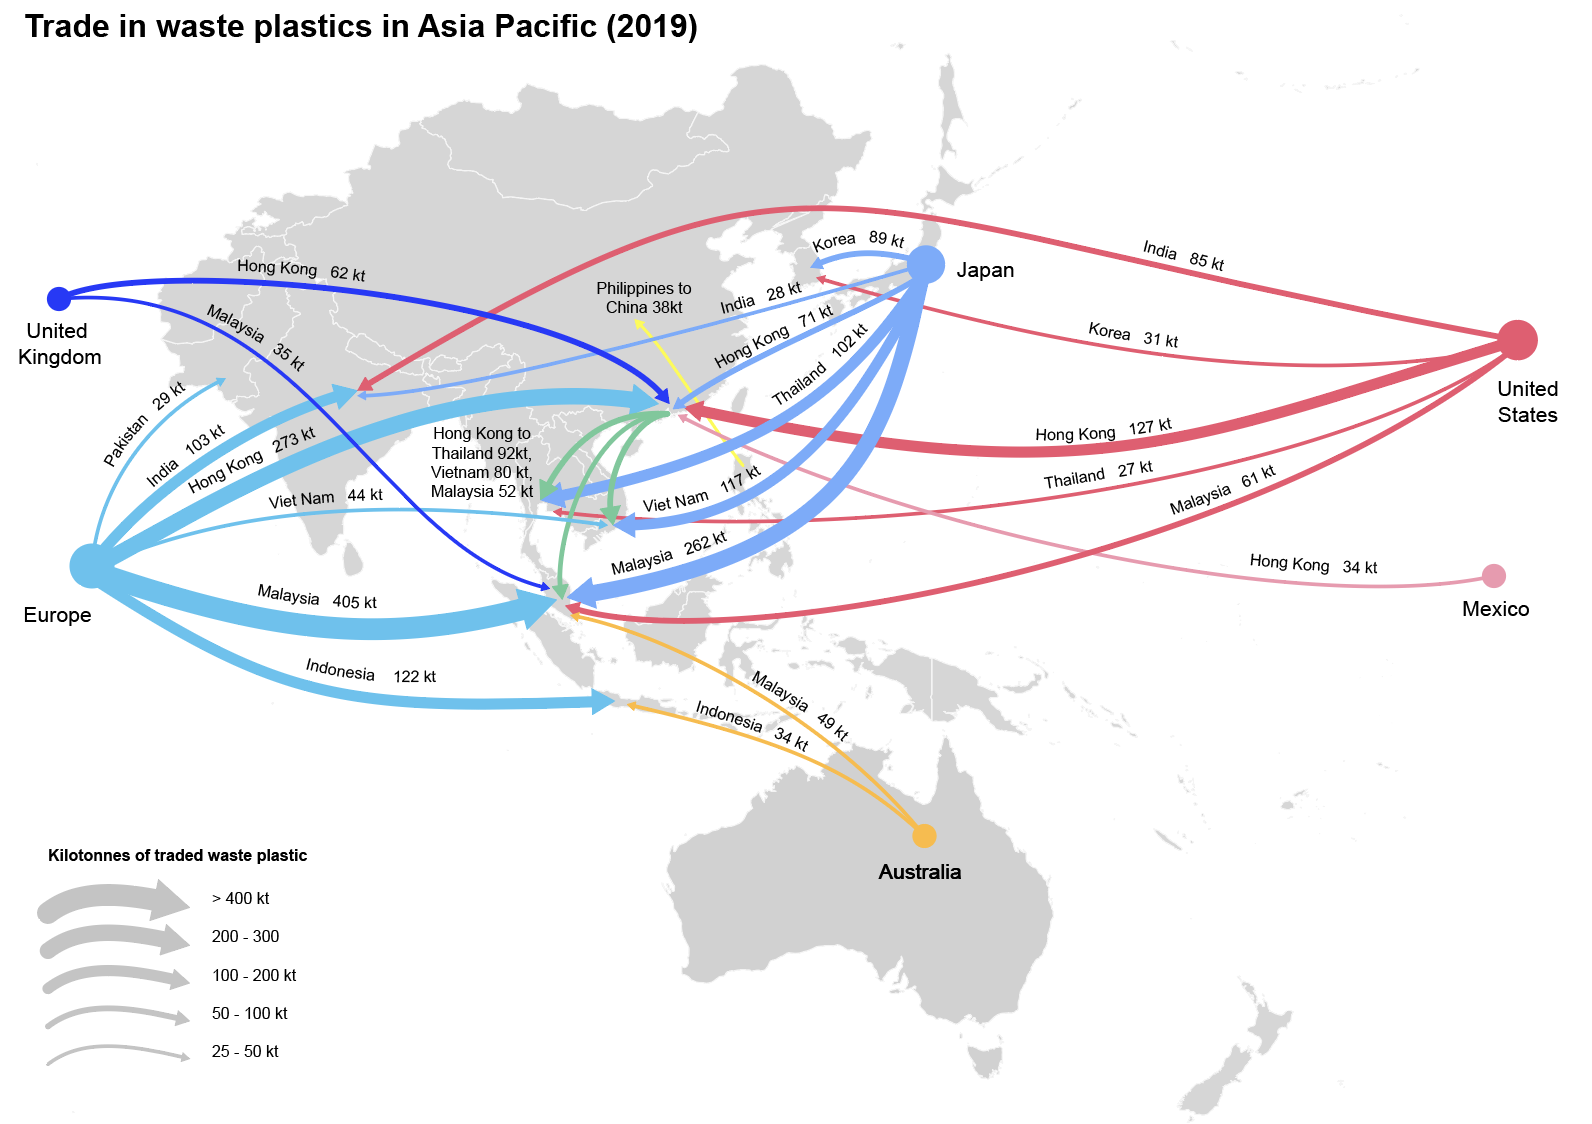 Trade in waste plastics in Asia Pacific (2019)
India 85 kt
Korea 89 kt
Japan
Hong Kong 62 kt
Philippines to
China 38kt
India 28 kt
United
Kingdom
Malaysia 35 kt
Hong Kong 71 kt
Korea 31 kt
Thailand 102 kt
United
States
Pakistan 29 kt
India 103 kt
Hong Kong 273 kt
Hong Kong to
Thailand 92kt,
Vietnam 80 kt,
Malaysia 52 kt
Hong Kong 127 kt
Thailand 27 kt
Malaysia 61 kt
Viet Nam 44 kt
Viet Nam 117 kt
Malaysia 262 kt
Hong Kong 34 kt
Mexico
Europe
Malaysia 405 kt
Indonesia 122 kt
Malaysia 49 kt
Indonesia 34 kt
Australia
Kilotonnes of traded waste plastic
> 400 kt
200 - 300
100 - 200 kt
50 - 100 kt
25 - 50 kt